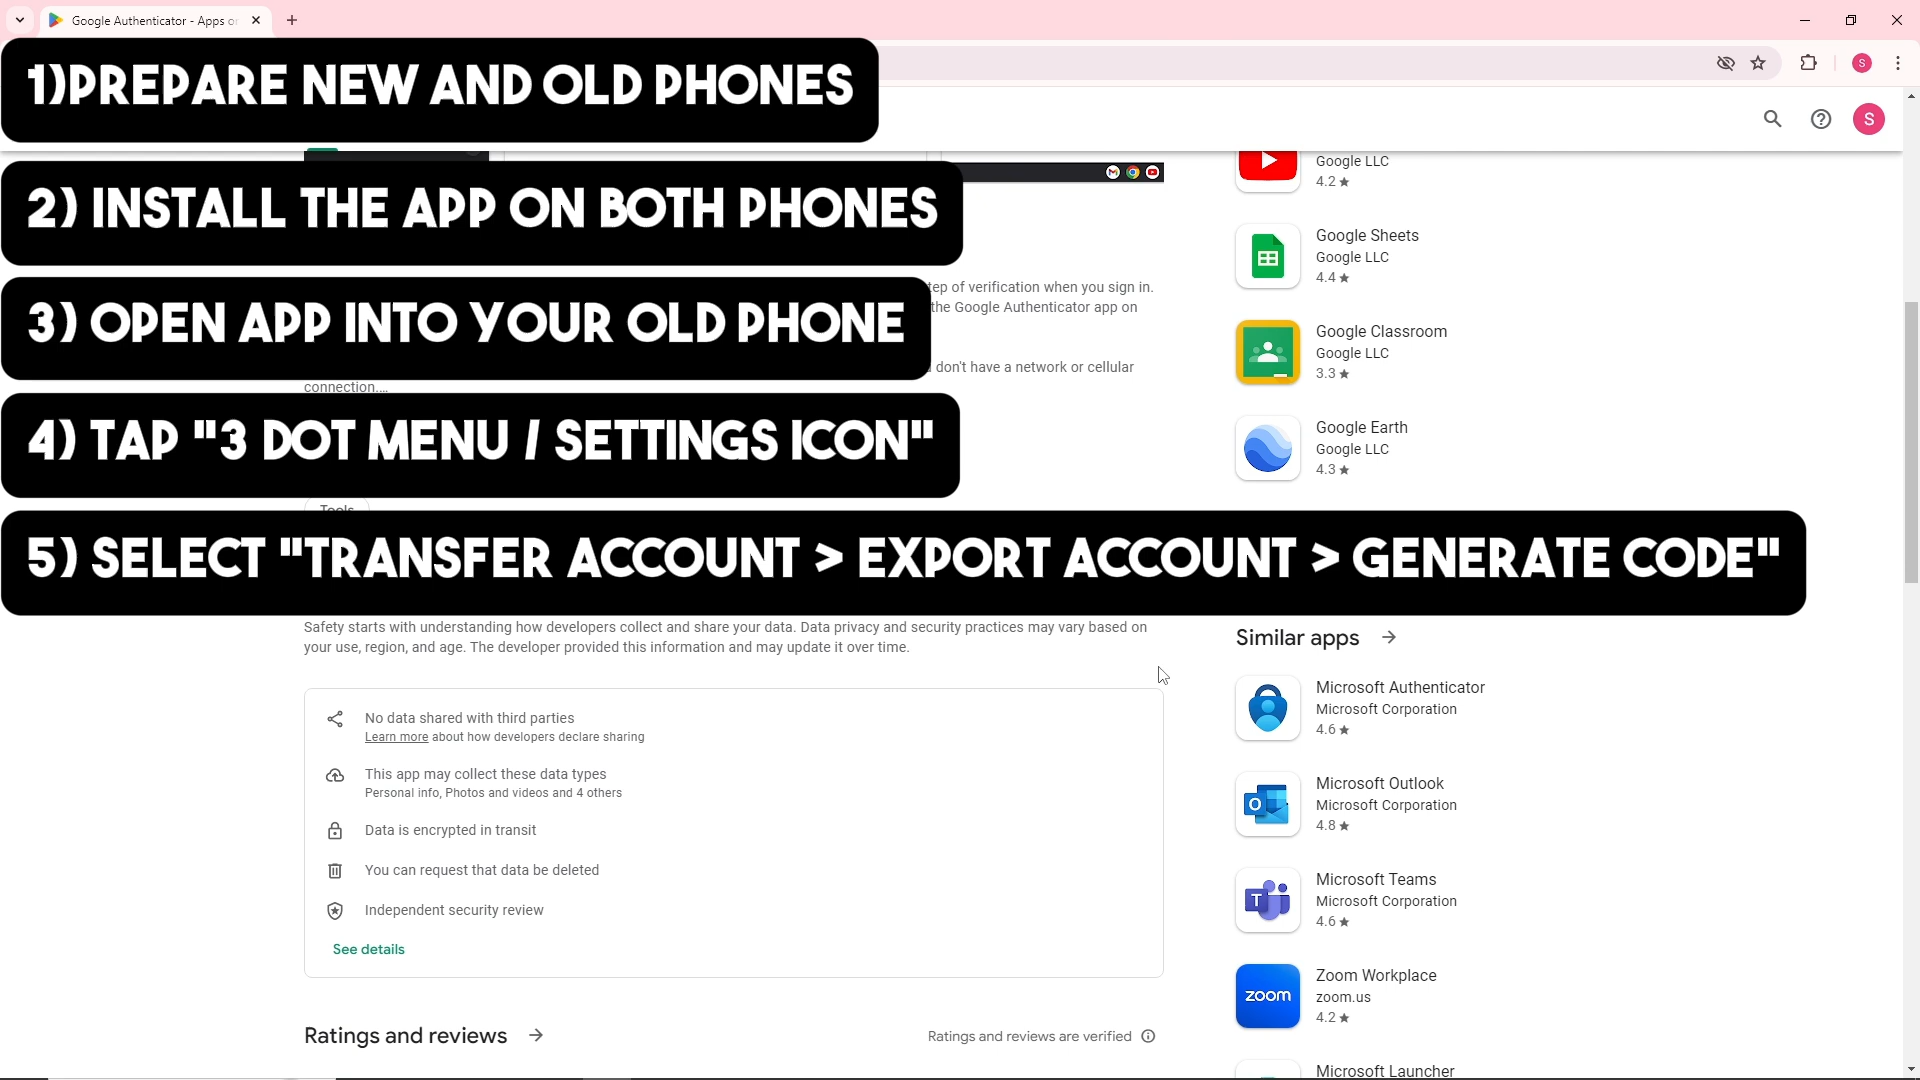 Google Authenticator - Apps o
S
1)PREPARE NEW AND OLD PHONES
S
Google LLC
4.2 ★
2) INSTALL THE APP ON BOTH PHONES
Google Sheets
Google LLC
4.4 ★
tep of verification when you sign in.
the Google Authenticator app on
3) OPEN APP INTO YOUR OLD PHONE
Google Classroom
Google LLC
3.3 ★
don't have a network or cellular
connection....
4) TAP "3 DOT MENU / SETTINGS ICON"
Google Earth
Google LLC
4.3 ★
Tools
5) SELECT "TRANSFER ACCOUNT > EXPORT ACCOUNT > GENERATE CODE"
Safety starts with understanding how developers collect and share your data. Data privacy and security practices may vary based on
your use, region, and age. The developer provided this information and may update it over time.
No data shared with third parties
Learn more about how developers declare sharing
This app may collect these data types
Personal info, Photos and videos and 4 others
Data is encrypted in transit
You can request that data be deleted
Independent security review
See details
Ratings and reviews →
Ratings and reviews are verified
Similar apps →
Microsoft Authenticator
Microsoft Corporation
4.6 ★
Microsoft Outlook
Microsoft Corporation
4.8 ★
Microsoft Teams
Microsoft Corporation
4.6 ★
zoom
Zoom Workplace
zoom.us
4.2 ★
Microsoft Launcher